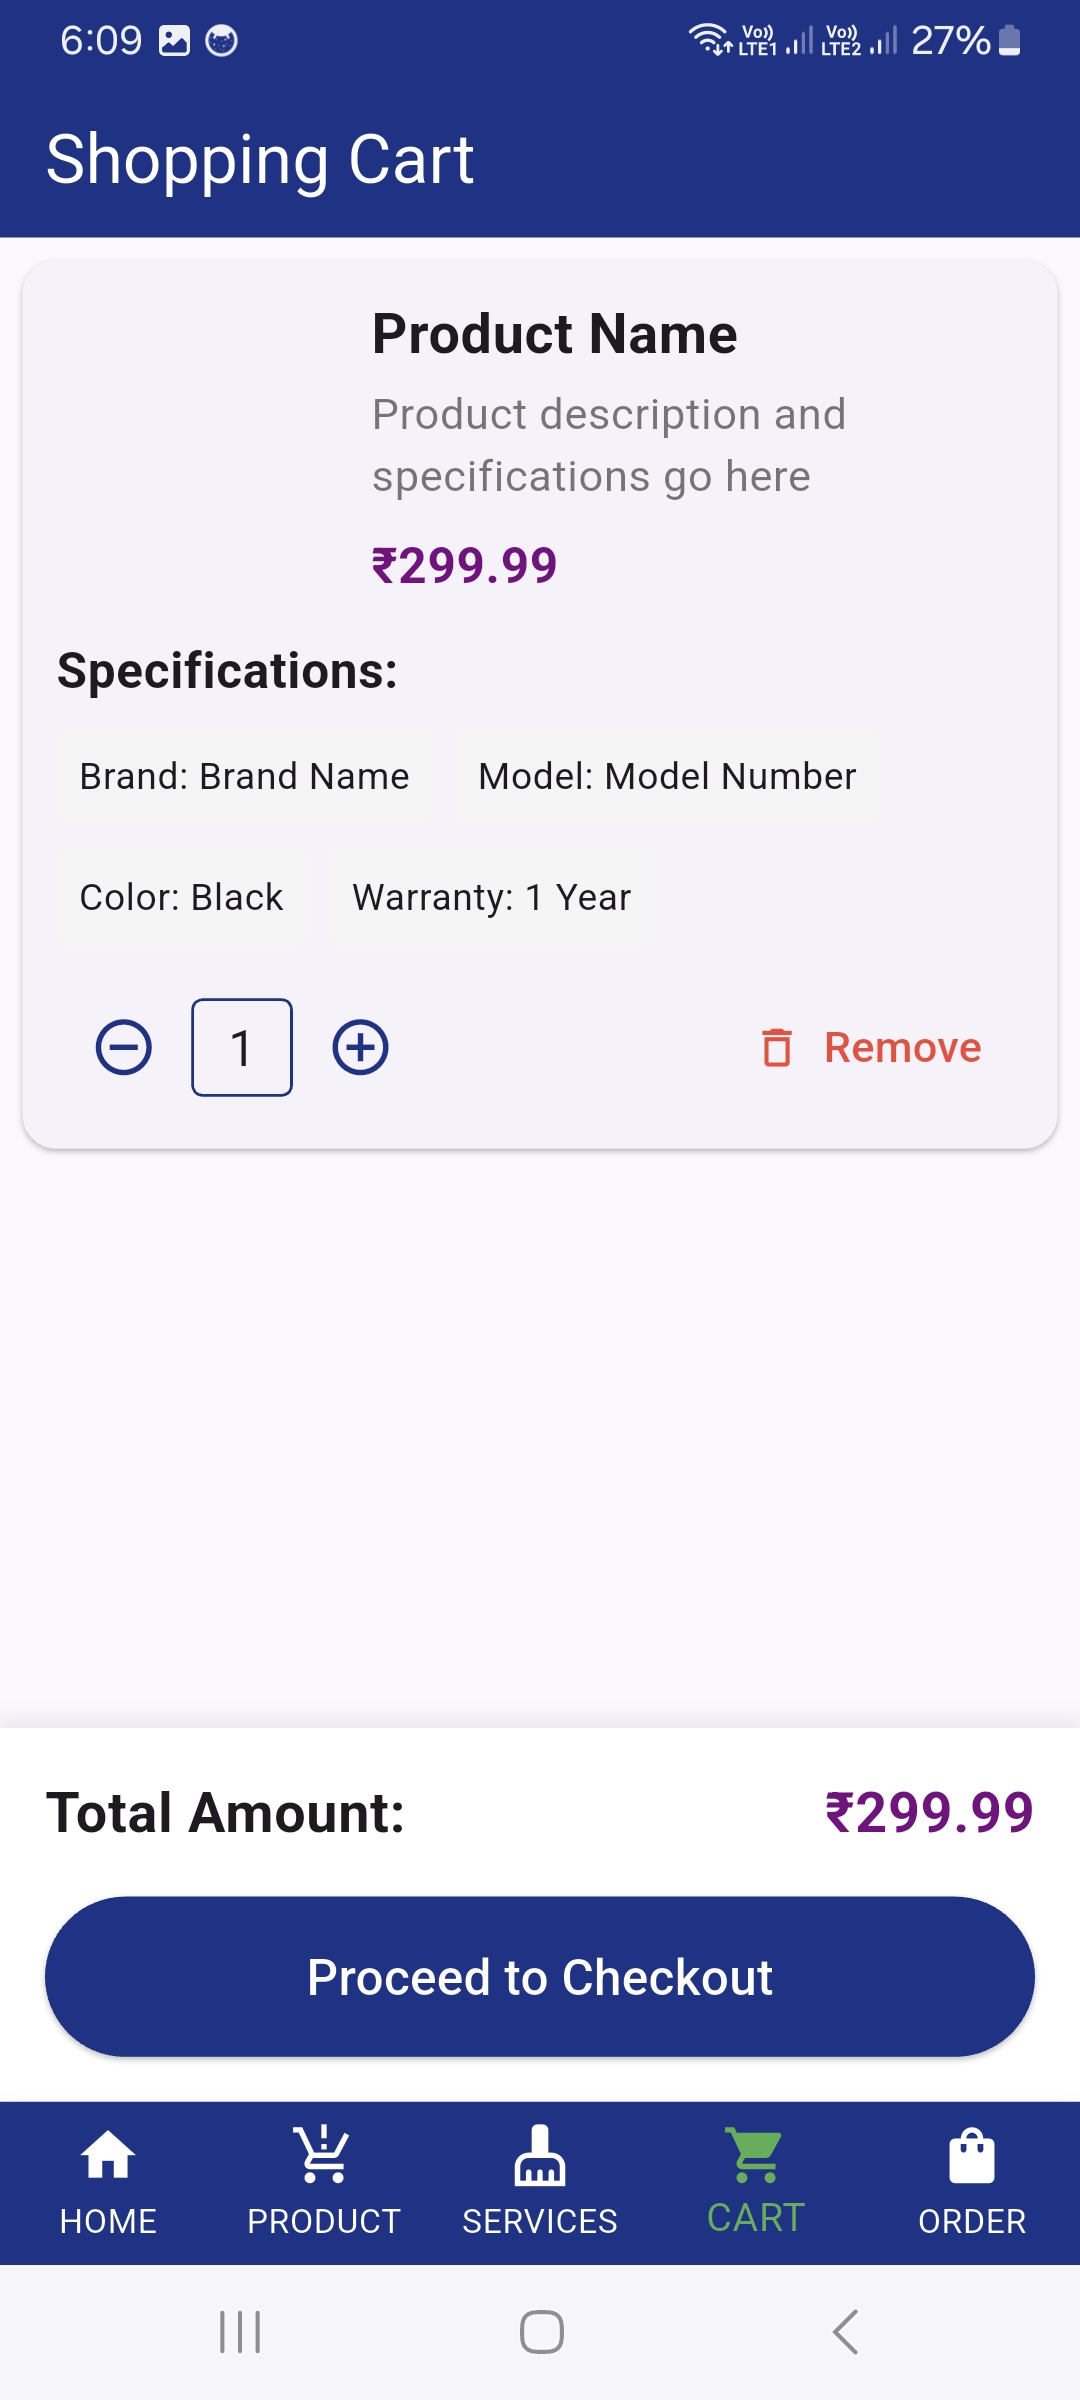 6:09 Vo)) LTE1 Vo)) LTE2 27%
Shopping Cart
Product Name
Product description and
specifications go here
₹299.99
Specifications:
Brand: Brand Name Model: Model Number
Color: Black Warranty: 1 Year
1 Remove
Total Amount: ₹299.99
Proceed to Checkout
HOME PRODUCT SERVICES CART ORDER